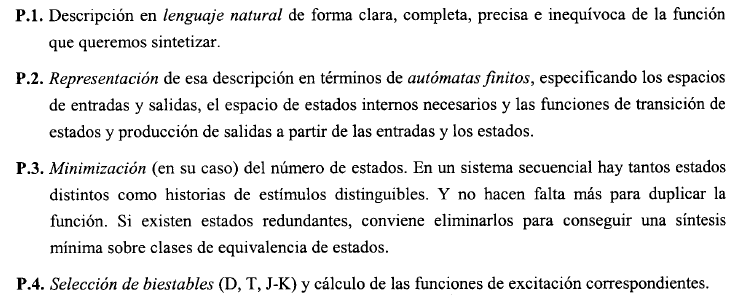 P.1. Descripción en lenguaje natural de forma clara, completa, precisa e inequívoca de la función
que queremos sintetizar.
P.2. Representación de esa descripción en términos de autómatas finitos, especificando los espacios
de entradas y salidas, el espacio de estados internos necesarios y las funciones de transición de
estados y producción de salidas a partir de las entradas y los estados.
P.3. Minimización (en su caso) del número de estados. En un sistema secuencial hay tantos estados
distintos como historias de estímulos distinguibles. Y no hacen falta más para duplicar la
función. Si existen estados redundantes, conviene eliminarlos para conseguir una síntesis
mínima sobre clases de equivalencia de estados.
P.4. Selección de biestables (D, T, J-K) y cálculo de las funciones de excitación correspondientes.